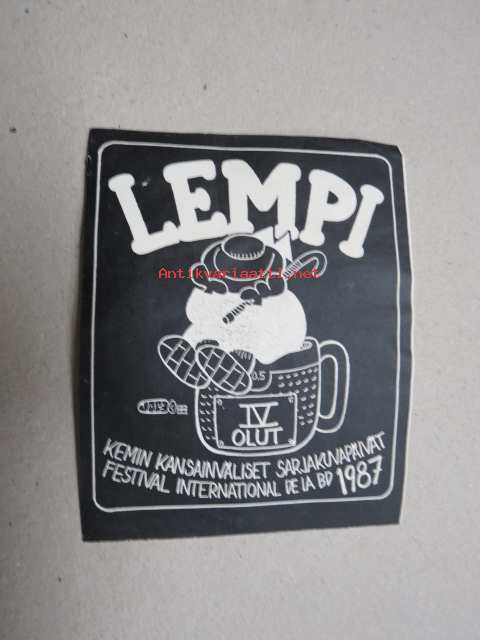 LEMPI
Antikvariaatti.net
0.5
IV
OLUT
KEMIN KANSAINVÄLISET SARJAKUVAPÄIVÄT
FESTIVAL INTERNATIONAL DE LA BD 1987